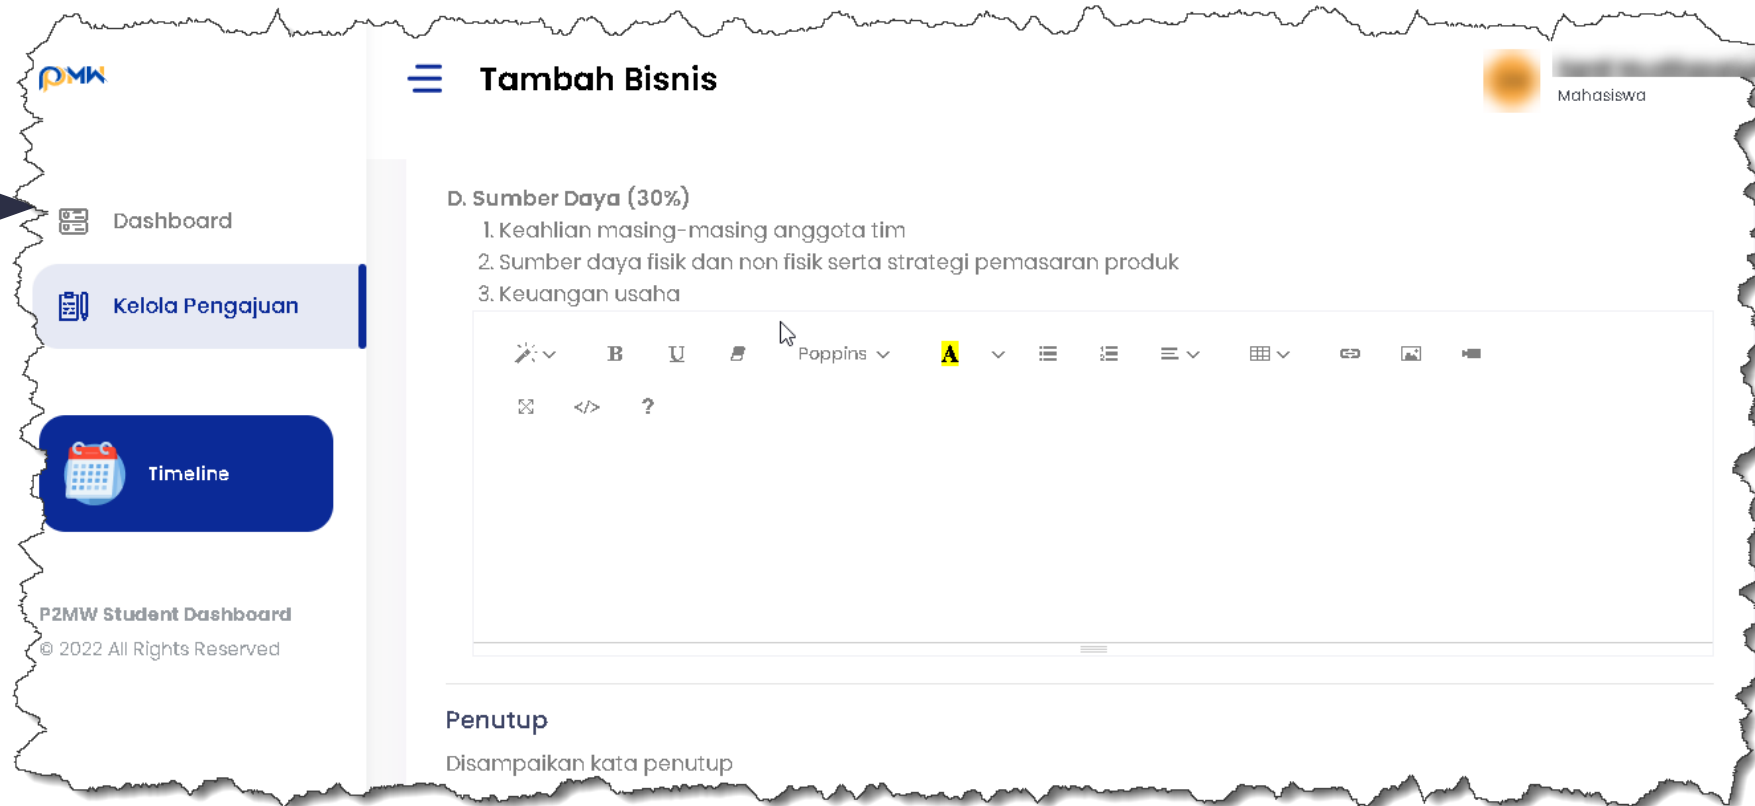 PMW
Tambah Bisnis
Mahasiswa
Dashboard
Kelola Pengajuan
Timeline
P2MW Student Dashboard
© 2022 All Rights Reserved
D. Sumber Daya (30%)
1. Keahlian masing-masing anggota tim
2. Sumber daya fisik dan non fisik serta strategi pemasaran produk
3. Keuangan usaha
B U Poppins A
</> ?
Penutup
Disampaikan kata penutup